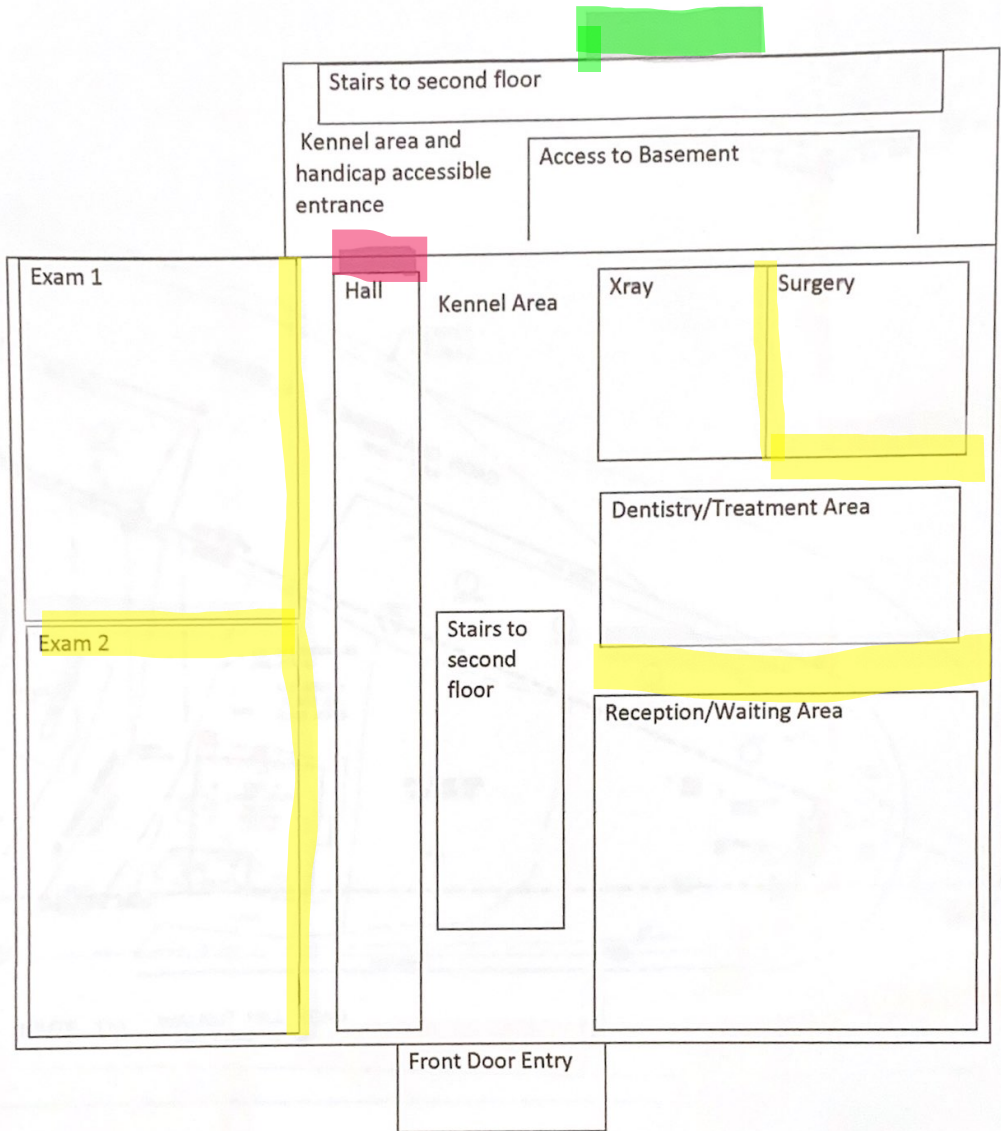 Stairs to second floor
Kennel area and
handicap accessible
entrance
Access to Basement
Exam 1
Hall
Kennel Area
Xray
Surgery
Dentistry/Treatment Area
Exam 2
Stairs to
second
floor
Reception/Waiting Area
Front Door Entry